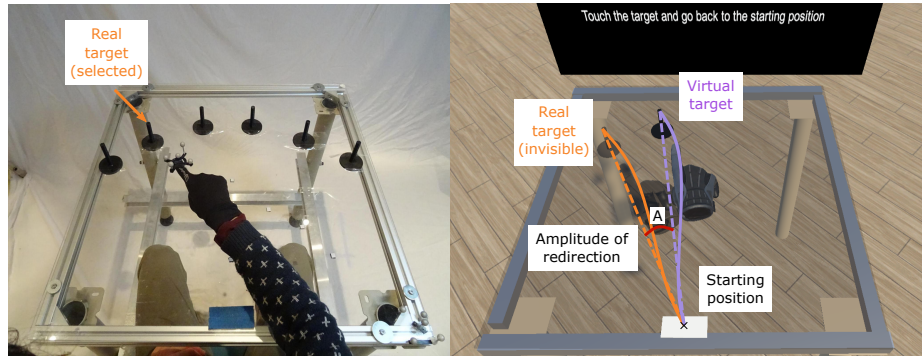 Real
target
(selected)
Touch the target and go back to the starting position
Virtual
target
Real
target
(invisible)
A
Amplitude of
redirection
Starting
position
×